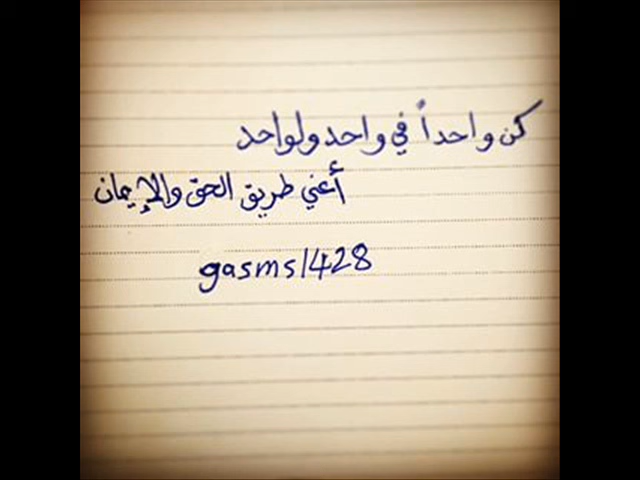 كن واحداً في واحد ولواحد
أعني طريق الحق والإيمان
gasms1428